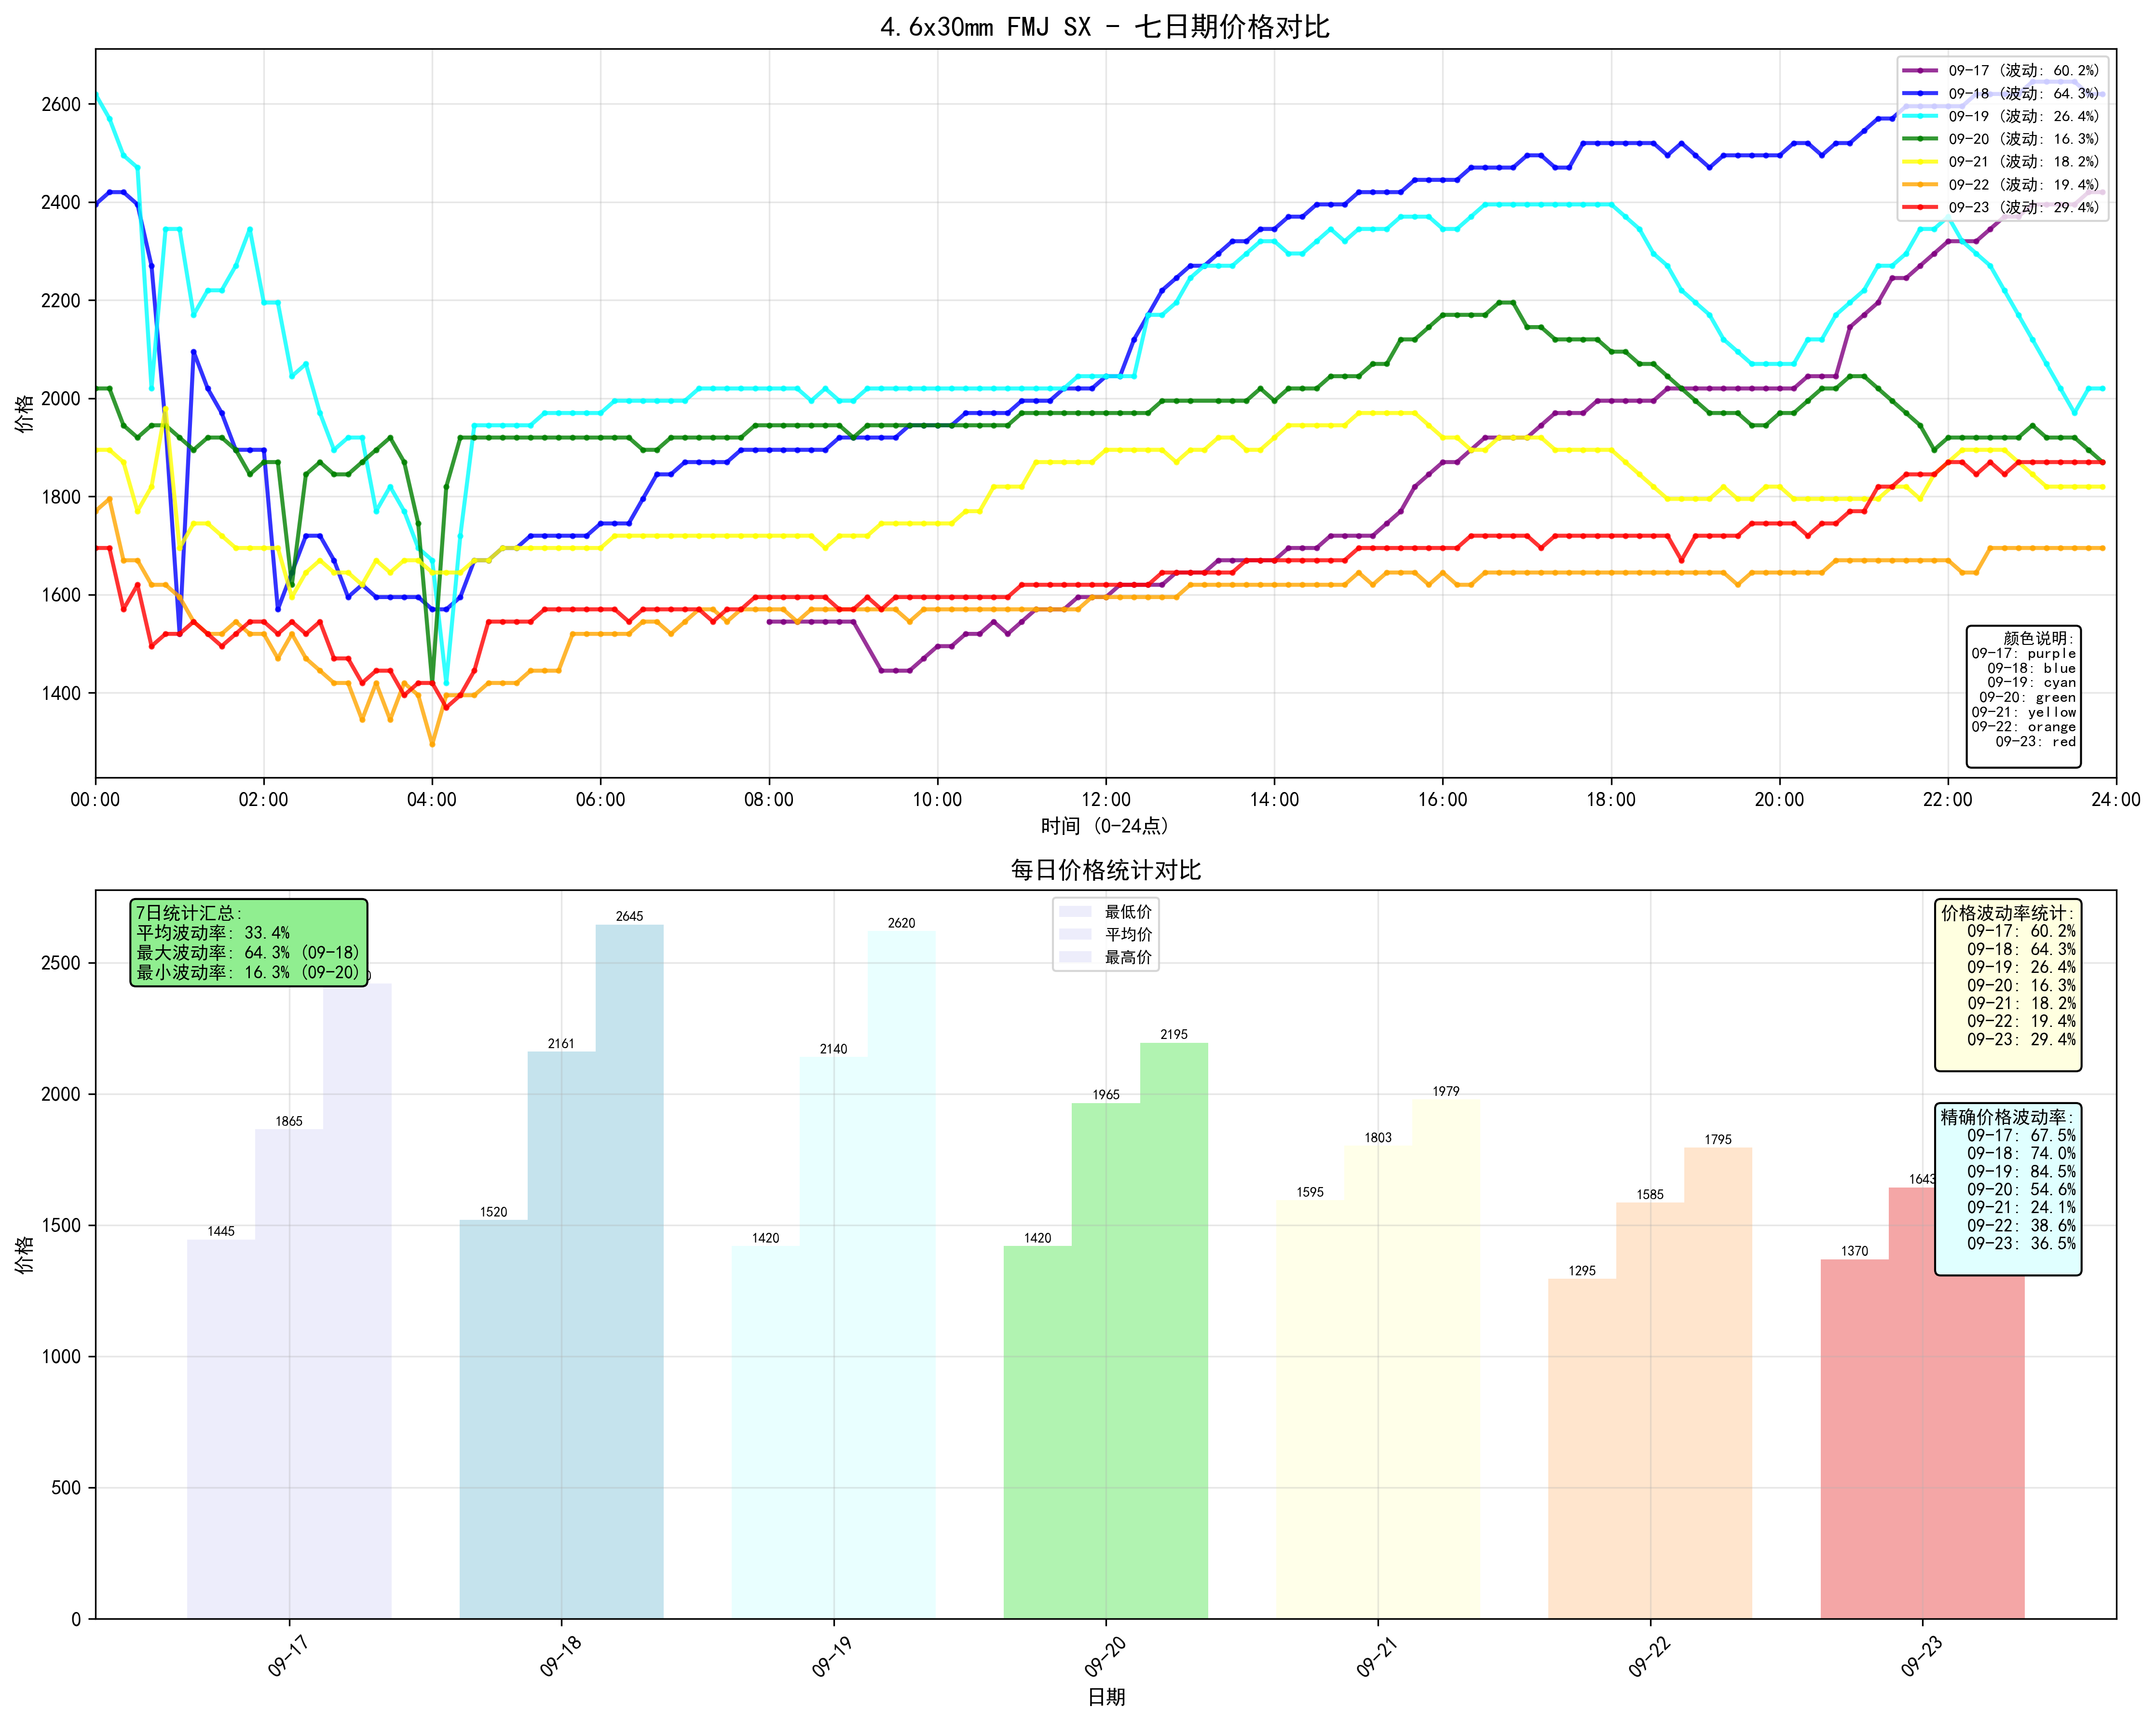 4.6x30mm FMJ SX - 七日期价格对比
价格
2600
2400
2200
2000
1800
1600
1400
09-17 (波动: 60.2%)
09-18 (波动: 64.3%)
09-19 (波动: 26.4%)
09-20 (波动: 16.3%)
09-21 (波动: 18.2%)
09-22 (波动: 19.4%)
09-23 (波动: 29.4%)
颜色说明:
09-17: purple
09-18: blue
09-19: cyan
09-20: green
09-21: yellow
09-22: orange
09-23: red
00:00 02:00 04:00 06:00 08:00 10:00 12:00 14:00 16:00 18:00 20:00 22:00 24:00
时间 (0-24点)
每日价格统计对比
价格
2500
2000
1500
1000
500
0
7日统计汇总:
平均波动率: 33.4%
最大波动率: 64.3% (09-18)
最小波动率: 16.3% (09-20)
最低价
平均价
最高价
价格波动率统计:
09-17: 60.2%
09-18: 64.3%
09-19: 26.4%
09-20: 16.3%
09-21: 18.2%
09-22: 19.4%
09-23: 29.4%
精确价格波动率:
09-17: 67.5%
09-18: 74.0%
09-19: 84.5%
09-20: 54.6%
09-21: 24.1%
09-22: 38.6%
09-23: 36.5%
1445 1865
1520 2161 2645
1420 2140 2620
1420 1965 2195
1595 1803 1979
1295 1585 1795
1370 1643
09-17 09-18 09-19 09-20 09-21 09-22 09-23
日期